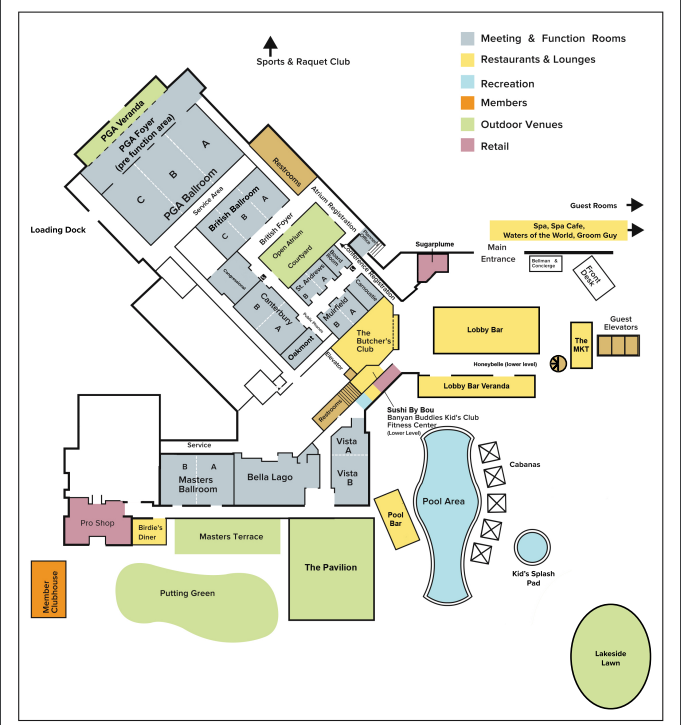 Sports & Raquet Club
Meeting & Function Rooms
Restaurants & Lounges
Recreation
Members
Outdoor Venues
Retail
PGA Veranda
PGA Foyer
(pre function area)
A
B
C
PGA Ballroom
Service Area
Loading Dock
Restrooms
Atrium Registration
British Ballroom
A
B
C
British Foyer
Open Atrium
Courtyard
Conference Registration
Board
Room
St. Andrews
A
B
Carnoustie
Muirfield
A
B
Congressional
Canterbury
A
B
Oakmont
Public Phones
Sugarplume
Main
Entrance
Guest Rooms
Spa, Spa Cafe,
Waters of the World, Groom Guy
Bellman &
Concierge
Front
Desk
The
Butcher's
Club
Lobby Bar
The
MKT
Guest
Elevators
Honeybelle (lower level)
Lobby Bar Veranda
Elevator
Restrooms
Sushi By Bou
Banyan Buddies Kid's Club
Fitness Center
(Lower Level)
Service
B A
Masters
Ballroom
Bella Lago
Vista
A
Vista
B
Pool Area
Cabanas
Pool
Bar
Kid's Splash
Pad
Pro Shop
Birdie's
Diner
Masters Terrace
The Pavilion
Member
Clubhouse
Putting Green
Lakeside
Lawn